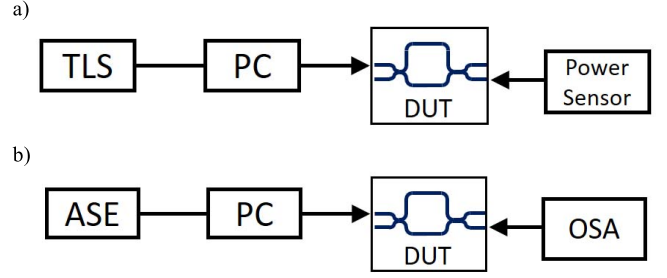 a)
TLS
PC
DUT
Power
Sensor
b)
ASE
PC
DUT
OSA